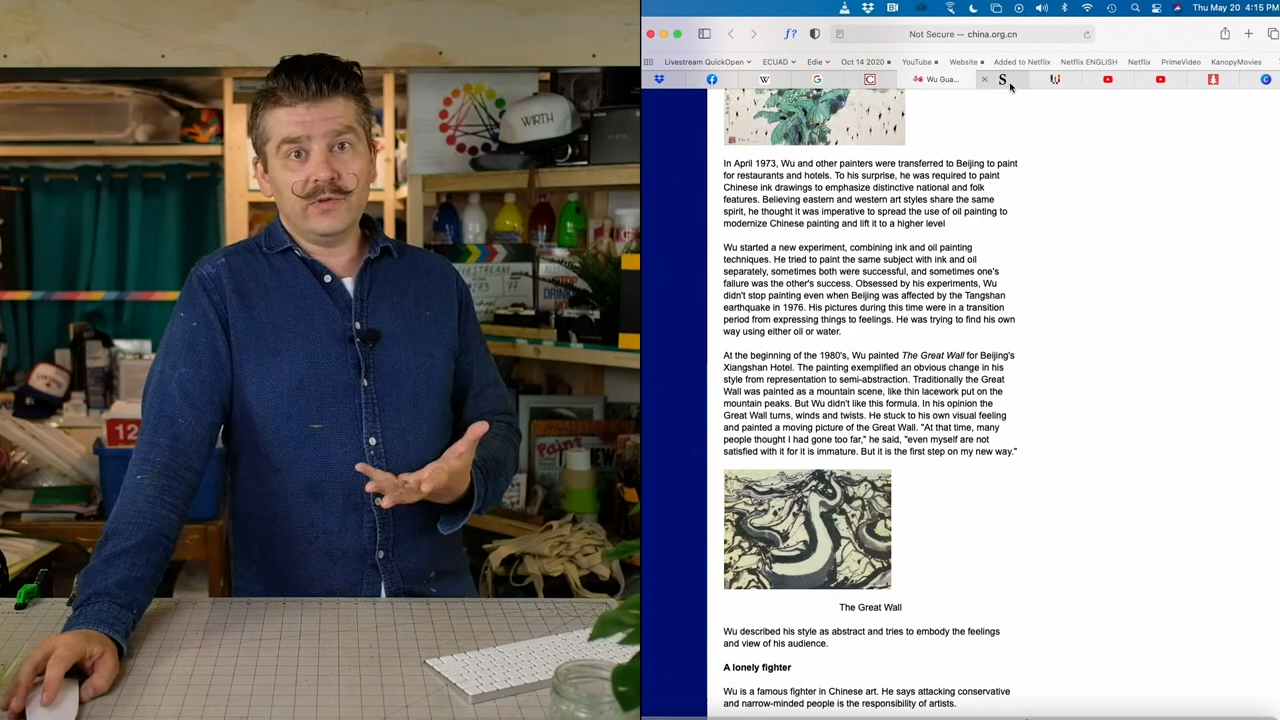 WIRTH
LIVESTREAM
77
Paint
12
Thu May 20 4:15 PM
Not Secure — china.org.cn
Livestream QuickOpen
ECUAD
Edie
Oct 14 2020
YouTube
Website
Added to Netflix
Netflix ENGLISH
Netflix
PrimeVideo
KanopyMovies
Wu Gua...
In April 1973, Wu and other painters were transferred to Beijing to paint
for restaurants and hotels. To his surprise, he was required to paint
Chinese ink drawings to emphasize distinctive national and folk
features. Believing eastern and western art styles share the same
spirit, he thought it was imperative to spread the use of oil painting to
modernize Chinese painting and lift it to a higher level
Wu started a new experiment, combining ink and oil painting
techniques. He tried to paint the same subject with ink and oil
separately, sometimes both were successful, and sometimes one's
failure was the other's success. Obsessed by his experiments, Wu
didn't stop painting even when Beijing was affected by the Tangshan
earthquake in 1976. His pictures during this time were in a transition
period from expressing things to feelings. He was trying to find his own
way using either oil or water.
At the beginning of the 1980's, Wu painted The Great Wall for Beijing's
Xiangshan Hotel. The painting exemplified an obvious change in his
style from representation to semi-abstraction. Traditionally the Great
Wall was painted as a mountain scene, like thin lacework put on the
mountain peaks. But Wu didn't like this formula. In his opinion the
Great Wall turns, winds and twists. He stuck to his own visual feeling
and painted a moving picture of the Great Wall. "At that time, many
people thought I had gone too far," he said, "even myself are not
satisfied with it for it is immature. But it is the first step on my new way."
The Great Wall
Wu described his style as abstract and tries to embody the feelings
and view of his audience.
A lonely fighter
Wu is a famous fighter in Chinese art. He says attacking conservative
and narrow-minded people is the responsibility of artists.